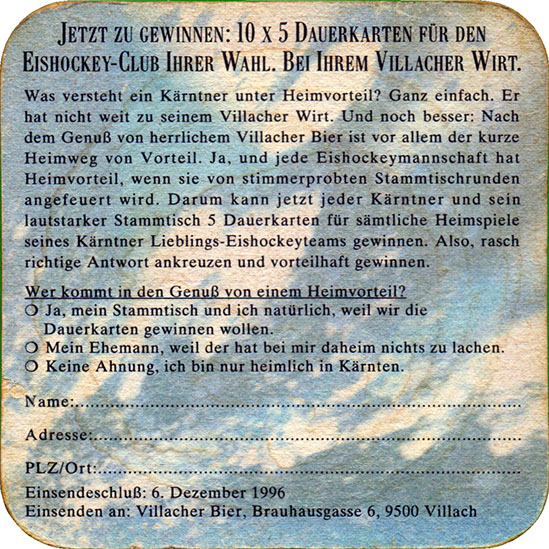 JETZT ZU GEWINNEN: 10 X 5 DAUERKARTEN FÜR DEN
EISHOCKEY-CLUB IHRER WAHL. BEI IHREM VILLACHER WIRT.
Was versteht ein Kärntner unter Heimvorteil? Ganz einfach. Er
hat nicht weit zu seinem Villacher Wirt. Und noch besser: Nach
dem Genuß von herrlichem Villacher Bier ist vor allem der kurze
Heimweg von Vorteil. Ja, und jede Eishockeymannschaft hat
Heimvorteil, wenn sie von stimmerprobten Stammtischrunden
angefeuert wird. Darum kann jetzt jeder Kärntner und sein
lautstarker Stammtisch 5 Dauerkarten für sämtliche Heimspiele
seines Kärntner Lieblings-Eishockeyteams gewinnen. Also, rasch
richtige Antwort ankreuzen und vorteilhaft gewinnen.
Wer kommt in den Genuß von einem Heimvorteil?
❍ Ja, mein Stammtisch und ich natürlich, weil wir die
Dauerkarten gewinnen wollen.
❍ Mein Ehemann, weil der hat bei mir daheim nichts zu lachen.
❍ Keine Ahnung, ich bin nur heimlich in Kärnten.
Name:......................................................................
Adresse:...................................................................
PLZ/Ort:...................................................................
Einsendeschluß: 6. Dezember 1996
Einsenden an: Villacher Bier, Brauhausgasse 6, 9500 Villach